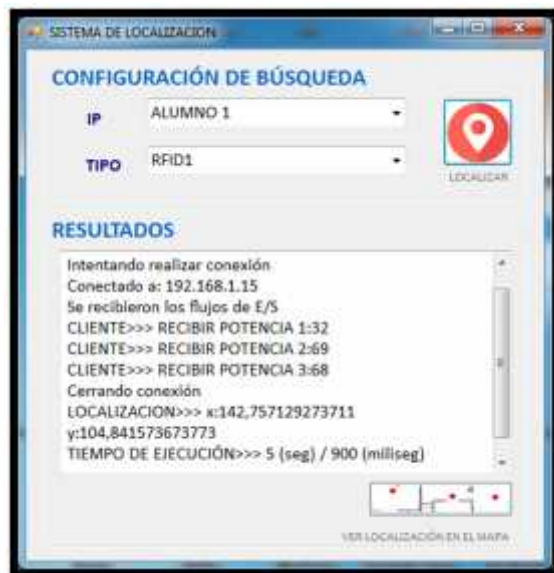 SISTEMA DE LOCALIZACION
CONFIGURACIÓN DE BÚSQUEDA
IP ALUMNO 1
TIPO RFID1
LOCALIZAR
RESULTADOS
Intentando realizar conexión
Conectado a: 192.168.1.15
Se recibieron los flujos de E/S
CLIENTE>>> RECIBIR POTENCIA 1:32
CLIENTE>>> RECIBIR POTENCIA 2:69
CLIENTE>>> RECIBIR POTENCIA 3:68
Cerrando conexión
LOCALIZACION>>> x:142,757129273711
y:104,841573673773
TIEMPO DE EJECUCIÓN>>> 5 (seg) / 900 (miliseg)
VER LOCALIZACIÓN EN EL MAPA